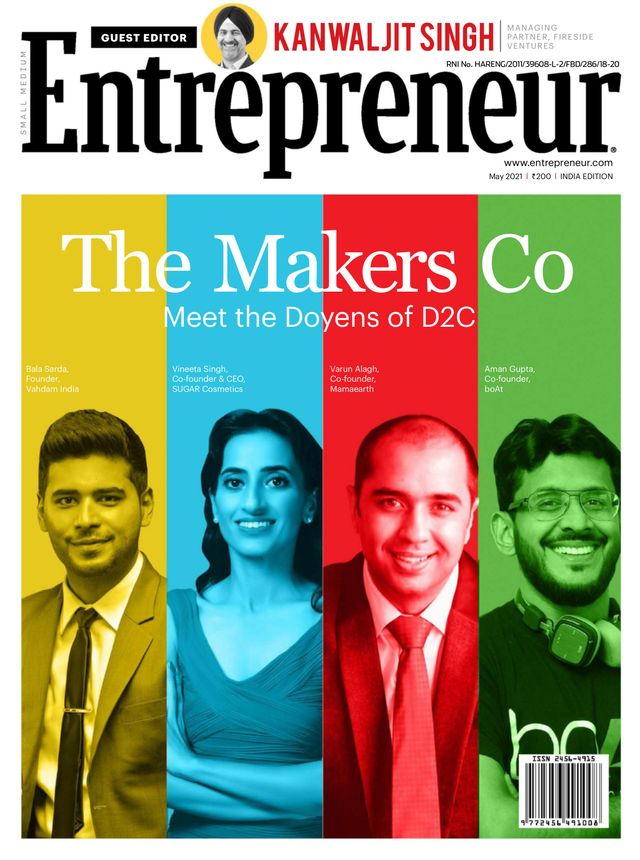 SMALL MEDIUM
GUEST EDITOR
KANWALJIT SINGH
MANAGING
PARTNER, FIRESIDE
VENTURES
RNI No. HARENG/2011/39608-L-2/FBD/286/18-20
Entrepreneur®
www.entrepreneur.com
May 2021 | ₹200 | INDIA EDITION
The Makers Co
Meet the Doyens of D2C
Bala Sarda,
Founder,
Vahdam India
Vineeta Singh,
Co-founder & CEO,
SUGAR Cosmetics
Varun Alagh,
Co-founder,
Mamaearth
Aman Gupta,
Co-founder,
boAt
ISSN 2456-4915
9 772456 491008